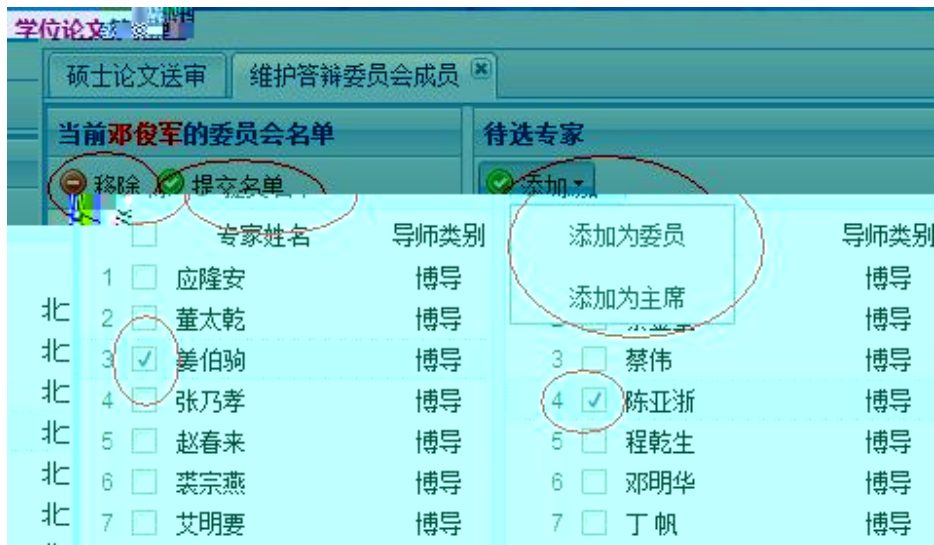 学位论文
硕士论文送审 维护答辩委员会成员
当前邓俊军的委员会名单 待选专家
移除 提交名单 添加
专家姓名 导师类别 添加为委员 导师类别
1 应隆安 博导 博导
北 2 董太乾 博导 添加为主席 博导
北 3 姜伯驹 博导 3 蔡伟 博导
北 4 张乃孝 博导 4 陈亚浙 博导
北 5 赵春来 博导 5 程乾生 博导
北 6 裘宗燕 博导 6 邓明华 博导
北 7 艾明要 博导 7 丁帆 博导